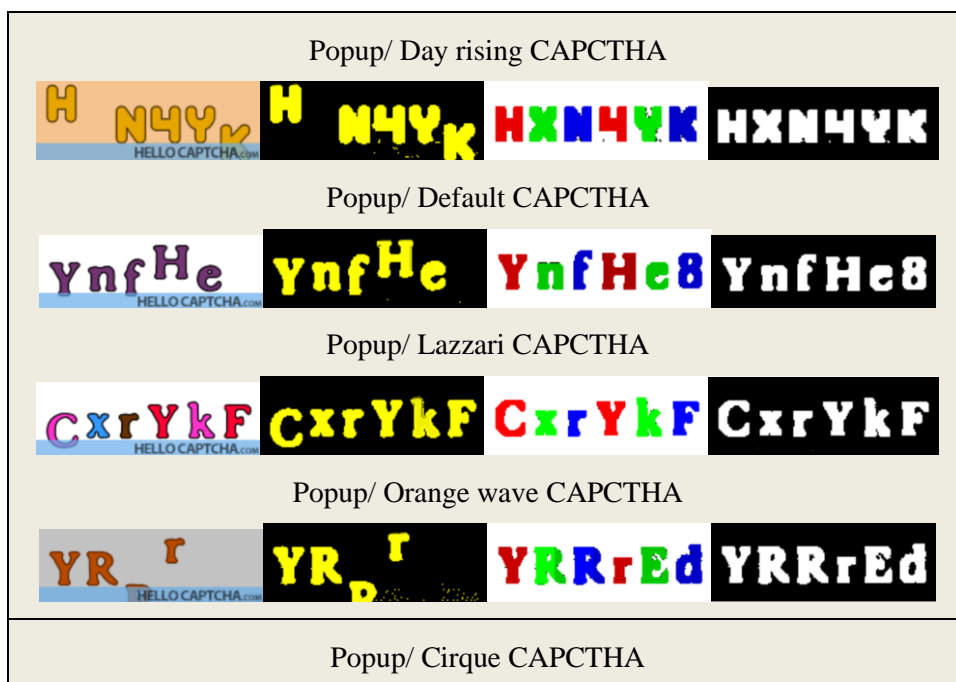 Popup/ Day rising CAPCTHA
H N4YK HELLO CAPTCHA.COM H N4YK HXN4YK HXN4YK
Popup/ Default CAPCTHA
YnfHe HELLO CAPTCHA.COM YnfHe YnfHe8 YnfHe8
Popup/ Lazzari CAPCTHA
CxrYkF HELLO CAPTCHA.COM CxrYkF CxrYkF CxrYkF
Popup/ Orange wave CAPCTHA
YR r HELLO CAPTCHA.COM YRR r YRRrEd YRRrEd
Popup/ Cirque CAPCTHA